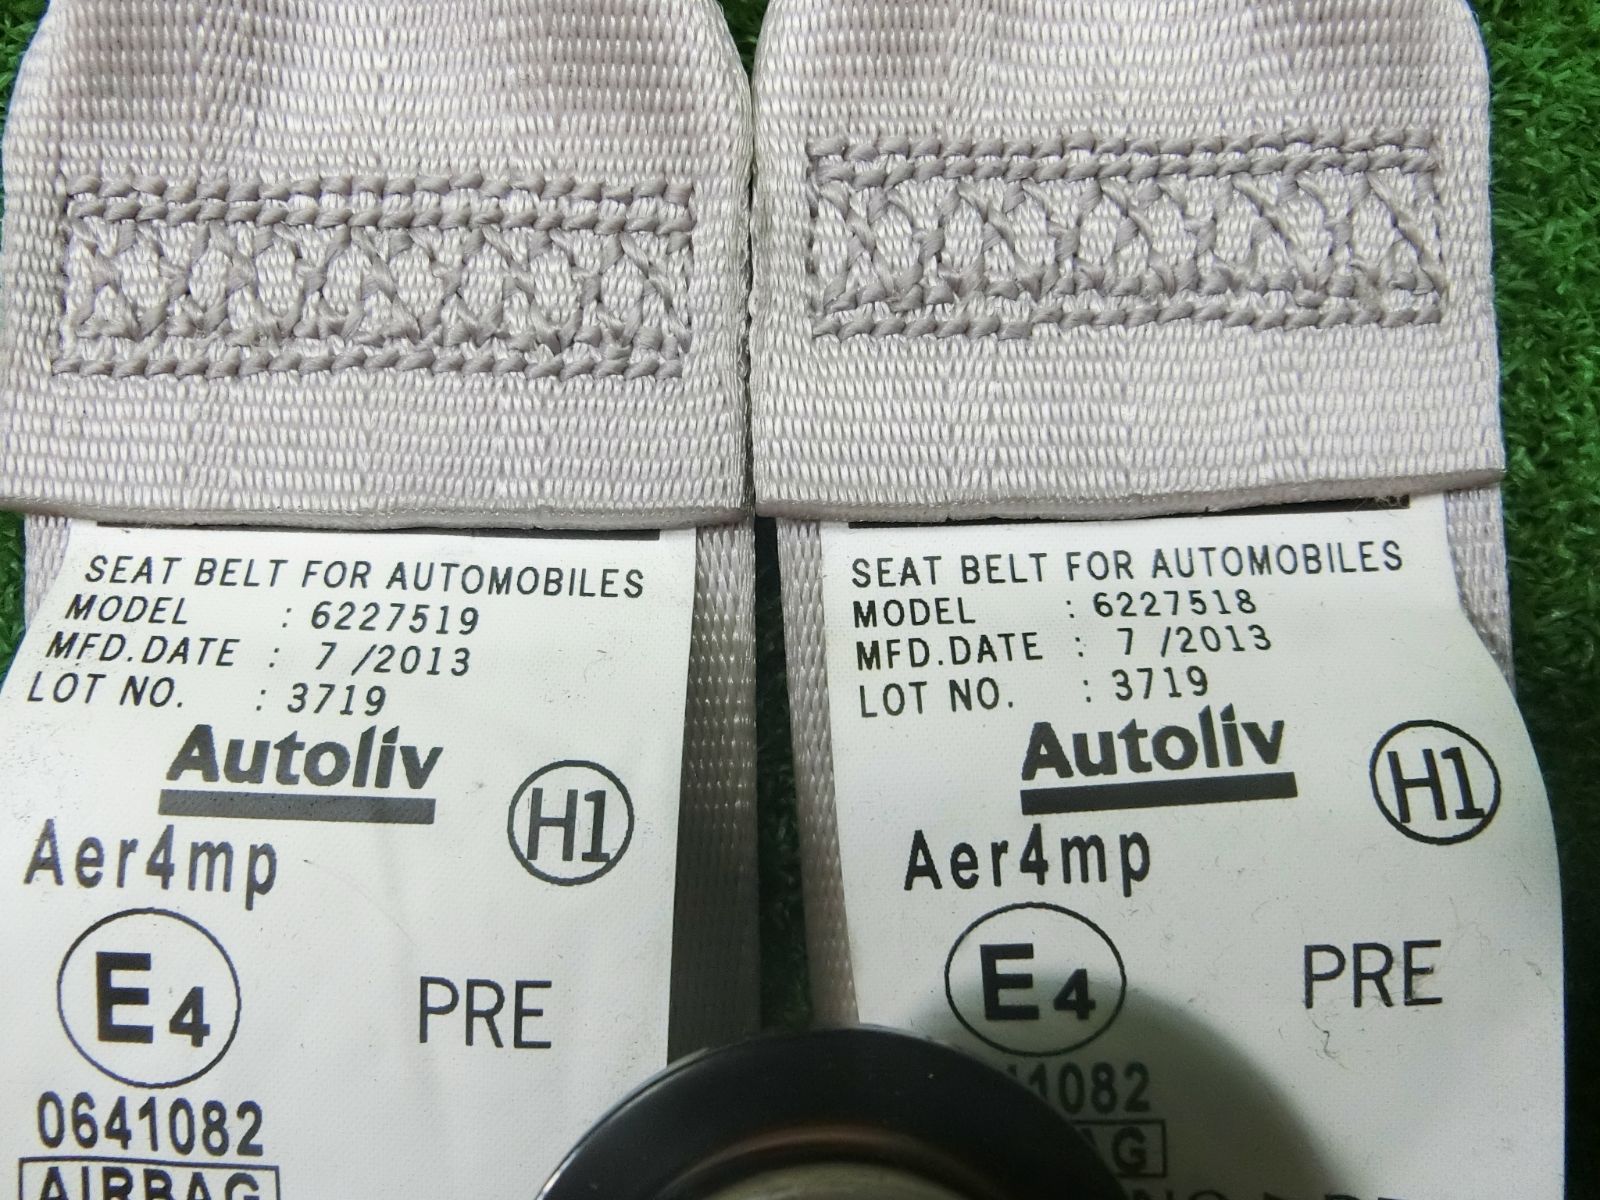 SEAT BELT FOR AUTOMOBILES
MODEL : 6227519
MFD.DATE : 7 /2013
LOT NO. : 3719
Autoliv
H1
Aer4mp
E4
PRE
0641082
AIRBAG
SEAT BELT FOR AUTOMOBILES
MODEL : 6227518
MFD.DATE : 7 /2013
LOT NO. : 3719
Autoliv
H1
Aer4mp
E4
PRE
1082
AG